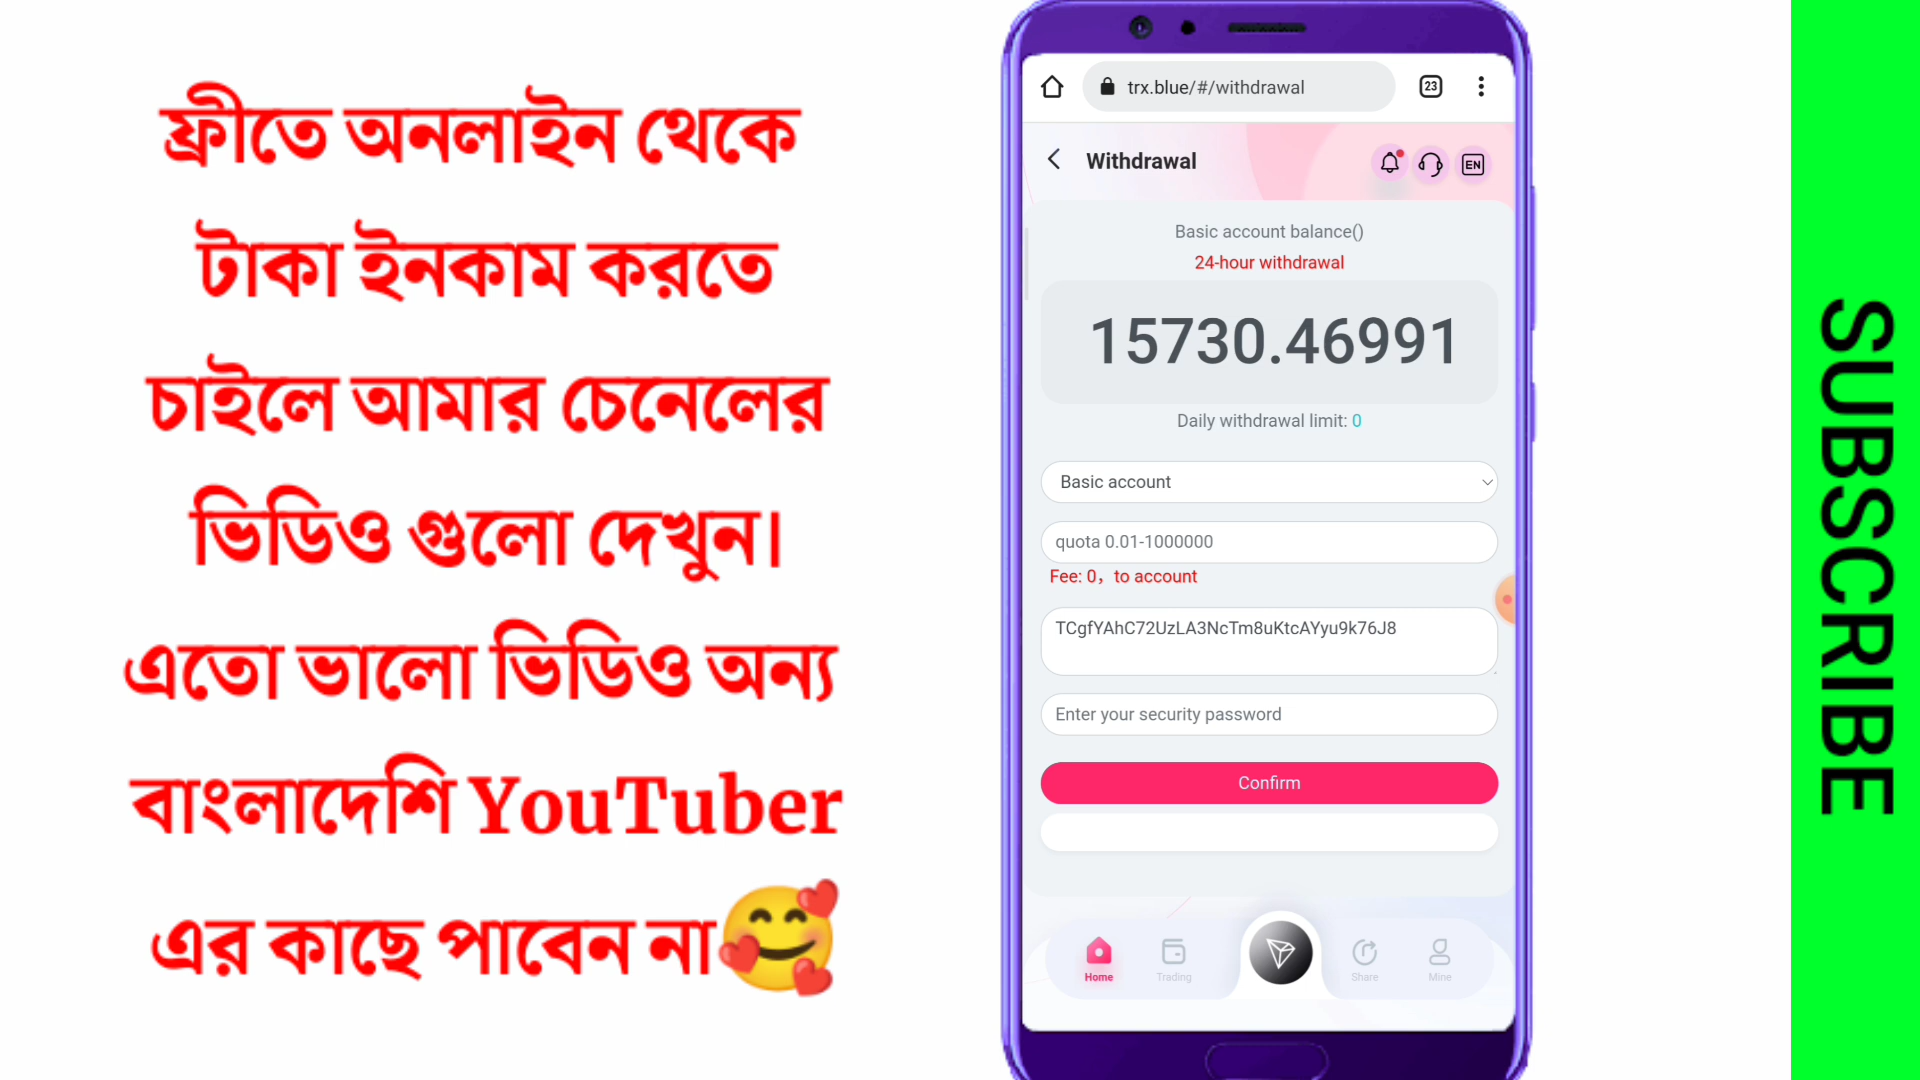 ফ্রীতে অনলাইন থেকে
টাকা ইনকাম করতে
চাইলে আমার চেনেলের
ভিডিও গুলো দেখুন।
এতো ভালো ভিডিও অন্য
বাংলাদেশি YouTuber
এর কাছে পাবেন না🥰
trx.blue/#/withdrawal
23
Withdrawal
EN
Basic account balance()
24-hour withdrawal
15730.46991
Daily withdrawal limit: 0
Basic account
quota 0.01-1000000
Fee: 0，to account
TCgfYAhC72UzLA3NcTm8uKtcAYyu9k76J8
Enter your security password
Confirm
Home Trading Share Mine
SUBSCRIBE